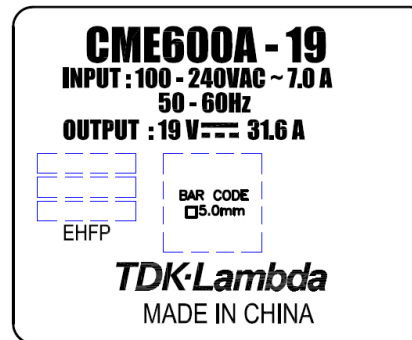 CME600A - 19
INPUT : 100 - 240VAC ~ 7.0 A
50 - 60Hz
OUTPUT : 19 V⎓ 31.6 A
BAR CODE
□5.0mm
EHFP
TDK·Lambda
MADE IN CHINA